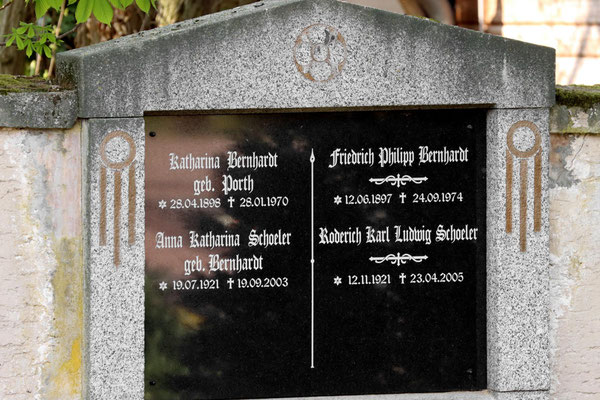 Katharina Bernhardt
geb. Porth
✡ 28.04.1898 ✝ 28.01.1970
Anna Katharina Schoeler
geb. Bernhardt
✡ 19.07.1921 ✝ 19.09.2003
Friedrich Philipp Bernhardt
✡ 12.06.1897 ✝ 24.09.1974
Roderich Karl Ludwig Schoeler
✡ 12.11.1921 ✝ 23.04.2005